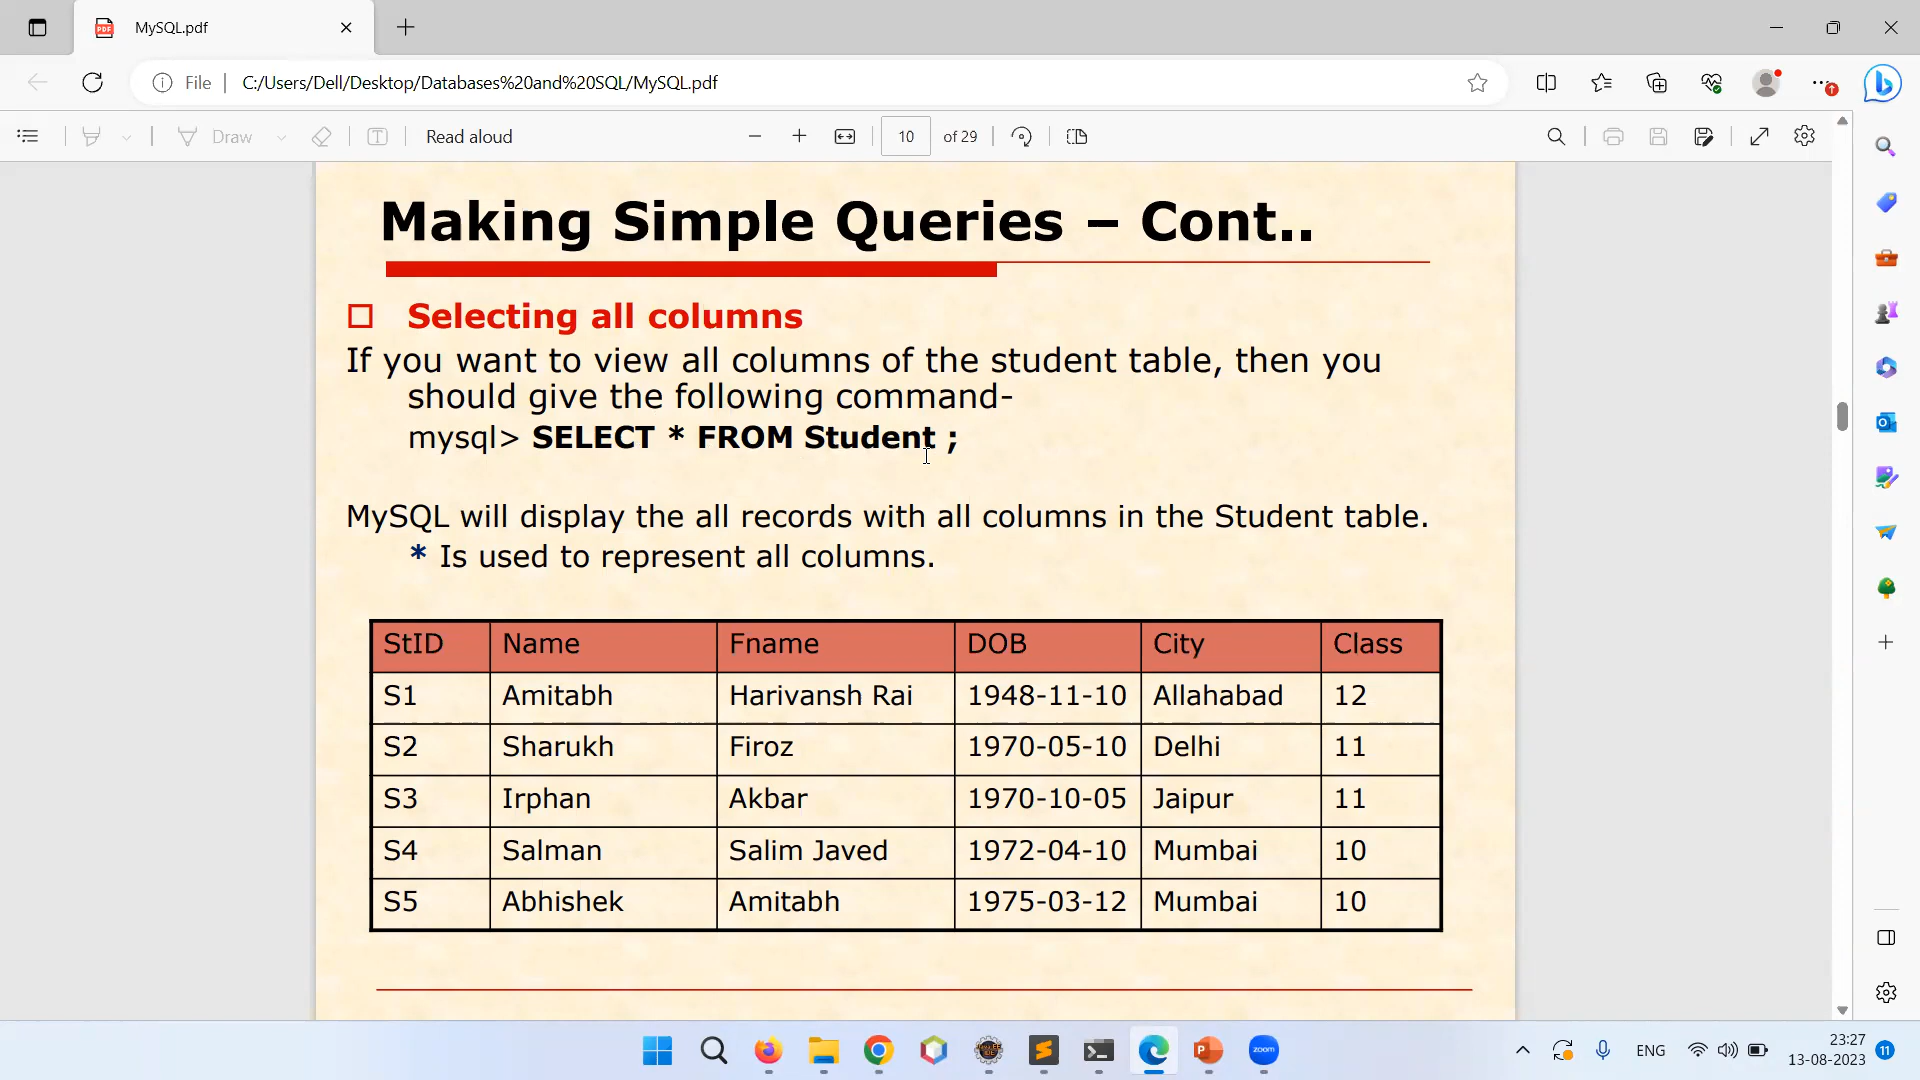 MySQL.pdf
File C:/Users/Dell/Desktop/Databases%20and%20SQL/MySQL.pdf
Draw Read aloud 10 of 29
Making Simple Queries – Cont..
Selecting all columns
If you want to view all columns of the student table, then you
should give the following command-
mysql> SELECT * FROM Student ;
MySQL will display the all records with all columns in the Student table.
* Is used to represent all columns.
StID Name Fname DOB City Class
S1 Amitabh Harivansh Rai 1948-11-10 Allahabad 12
S2 Sharukh Firoz 1970-05-10 Delhi 11
S3 Irphan Akbar 1970-10-05 Jaipur 11
S4 Salman Salim Javed 1972-04-10 Mumbai 10
S5 Abhishek Amitabh 1975-03-12 Mumbai 10
zoom
ENG
23:27
13-08-2023
11